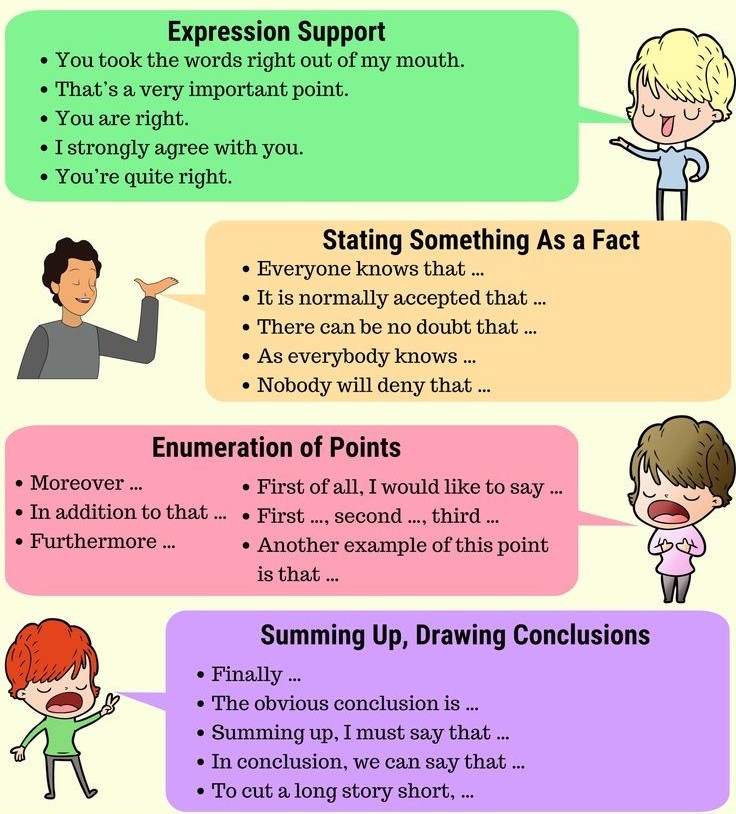 Expression Support
• You took the words right out of my mouth.
• That's a very important point.
• You are right.
• I strongly agree with you.
• You're quite right.
Stating Something As a Fact
• Everyone knows that ...
• It is normally accepted that ...
• There can be no doubt that ...
• As everybody knows ...
• Nobody will deny that ...
Enumeration of Points
• Moreover ...
• In addition to that ...
• Furthermore ...
• First of all, I would like to say ...
• First ..., second ..., third ...
• Another example of this point
is that ...
Summing Up, Drawing Conclusions
• Finally ...
• The obvious conclusion is ...
• Summing up, I must say that ...
• In conclusion, we can say that ...
• To cut a long story short, ...